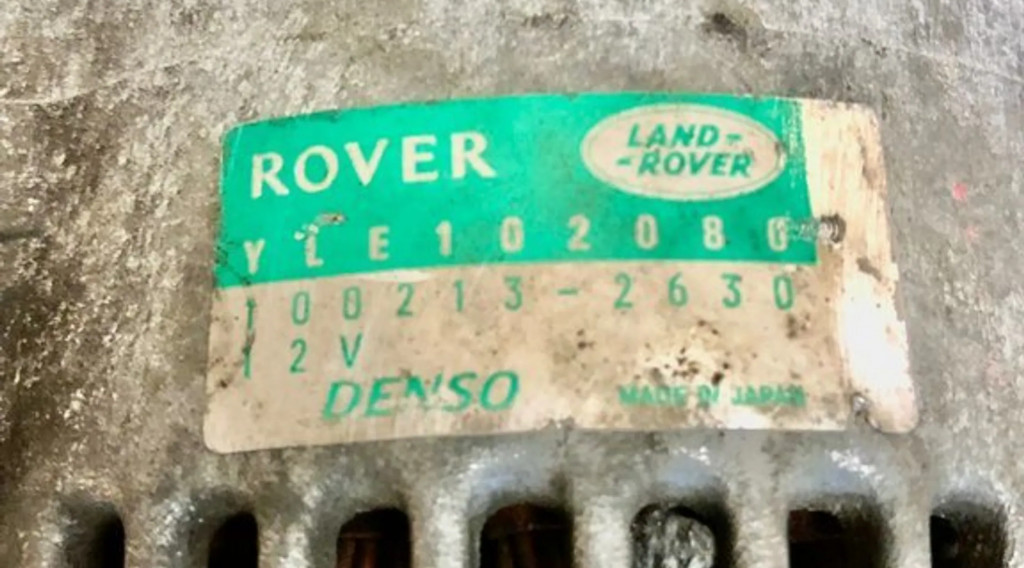 ROVER
LAND-
-ROVER
YLE102080
100213-2630
12V
DENSO
MADE IN JAPAN